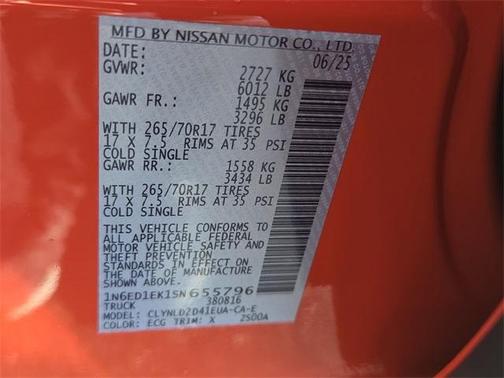 MFD BY NISSAN MOTOR CO., LTD.
DATE: 06/25
GVWR: 2727 KG
6012 LB
GAWR FR.: 1495 KG
3296 LB
WITH 265/70R17 TIRES
17 X 7.5 RIMS AT 35 PSI
COLD SINGLE
GAWR RR.: 1558 KG
3434 LB
WITH 265/70R17 TIRES
17 X 7.5 RIMS AT 35 PSI
COLD SINGLE
THIS VEHICLE CONFORMS TO
ALL APPLICABLE FEDERAL
MOTOR VEHICLE SAFETY AND
THEFT PREVENTION
STANDARDS IN EFFECT ON
THE DATE OF MANUFACTURE
SHOWN ABOVE.
1N6ED1EK1SN655796
TRUCK 380816
MODEL: CLYNLD2D41EUA-CA-E
COLOR: ECG TRIM: X 2S00A